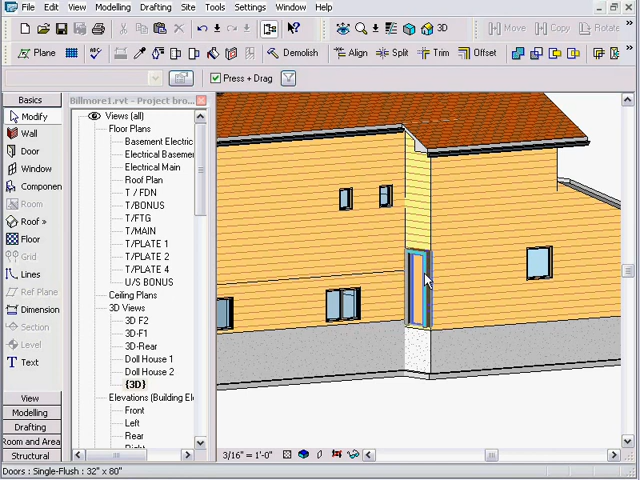 File Edit View Modelling Drafting Site Tools Settings Window Help
3D Move Copy Rotate
Plane Demolish Align Split Trim Offset
Press + Drag
Basics
Modify
Wall
Door
Window
Componen
Room
Roof »
Floor
Grid
Lines
Ref Plane
Dimension
Section
Level
Text
View
Modelling
Drafting
Room and Area
Structural
Billmore1.rvt - Project bro...
Views (all)
Floor Plans
Basement Electric
Electrical Baseme
Electrical Main
Roof Plan
T / FDN
T/BONUS
T/FTG
T/MAIN
T/PLATE 1
T/PLATE 2
T/PLATE 4
U/S BONUS
Ceiling Plans
3D Views
3D F2
3D-F1
3D-Rear
Doll House 1
Doll House 2
{3D}
Elevations (Building El
Front
Left
Rear
3/16" = 1'-0"
Doors : Single-Flush : 32" x 80"